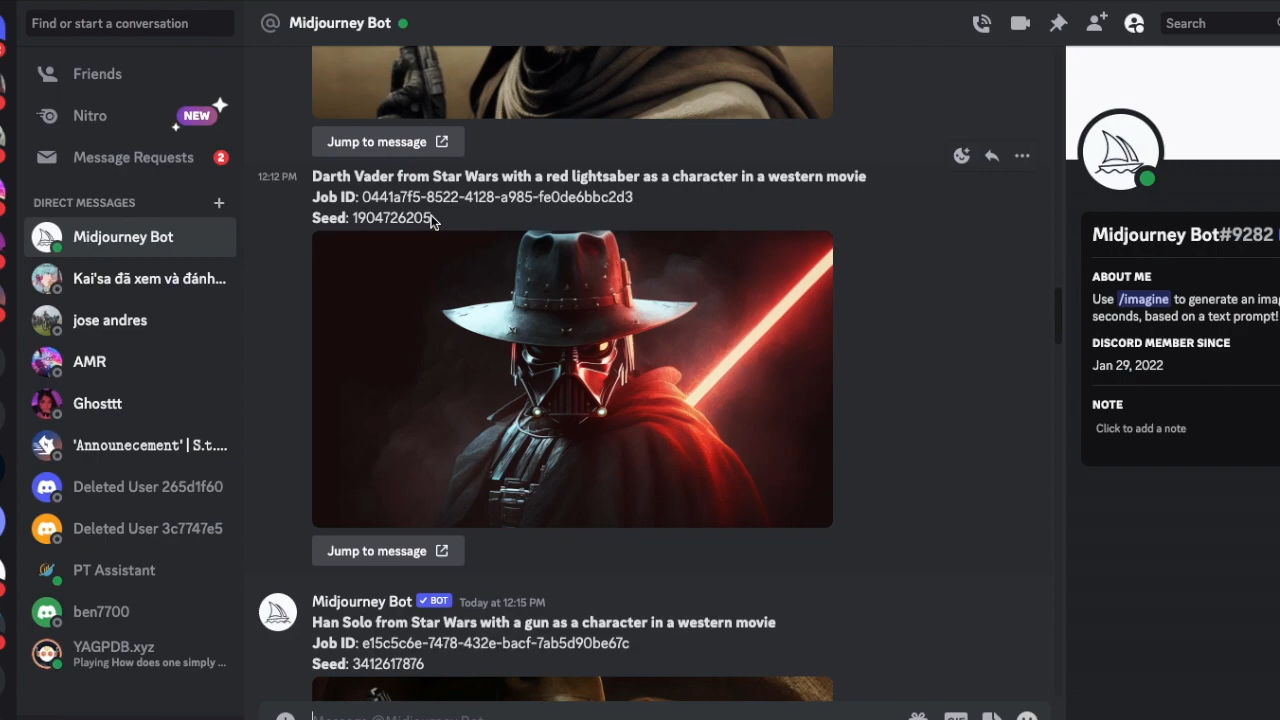 Find or start a conversation
Friends
Nitro
NEW
Message Requests
2
DIRECT MESSAGES
Midjourney Bot
Kai'sa đã xem và đánh...
jose andres
AMR
Ghosttt
'Announecement' | S.t....
Deleted User 265d1f60
Deleted User 3c7747e5
PT Assistant
ben7700
YAGPDB.xyz
Playing How does one simply ...
Midjourney Bot
Search
Jump to message
12:12 PM
Darth Vader from Star Wars with a red lightsaber as a character in a western movie
Job ID: 0441a7f5-8522-4128-a985-fe0de6bbc2d3
Seed: 1904726205
Jump to message
Midjourney Bot BOT Today at 12:15 PM
Han Solo from Star Wars with a gun as a character in a western movie
Job ID: e15c5c6e-7478-432e-bacf-7ab5d90be67c
Seed: 3412617876
Message @Midjourney Bot
GIF
Midjourney Bot#9282
ABOUT ME
Use /imagine to generate an ima
seconds, based on a text prompt!
DISCORD MEMBER SINCE
Jan 29, 2022
NOTE
Click to add a note